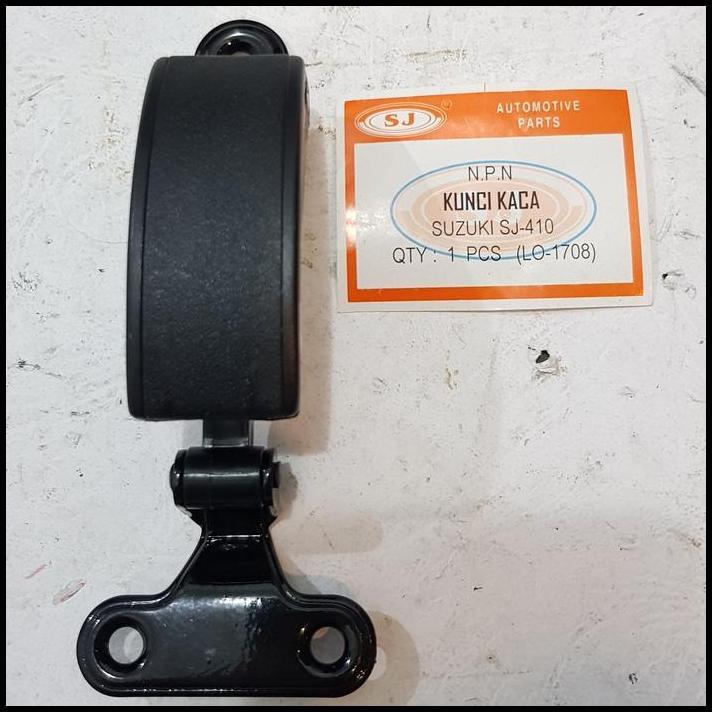 SJ
AUTOMOTIVE
PARTS
N.P.N
KUNCI KACA
SUZUKI SJ-410
QTY : 1 PCS (LO-1708)